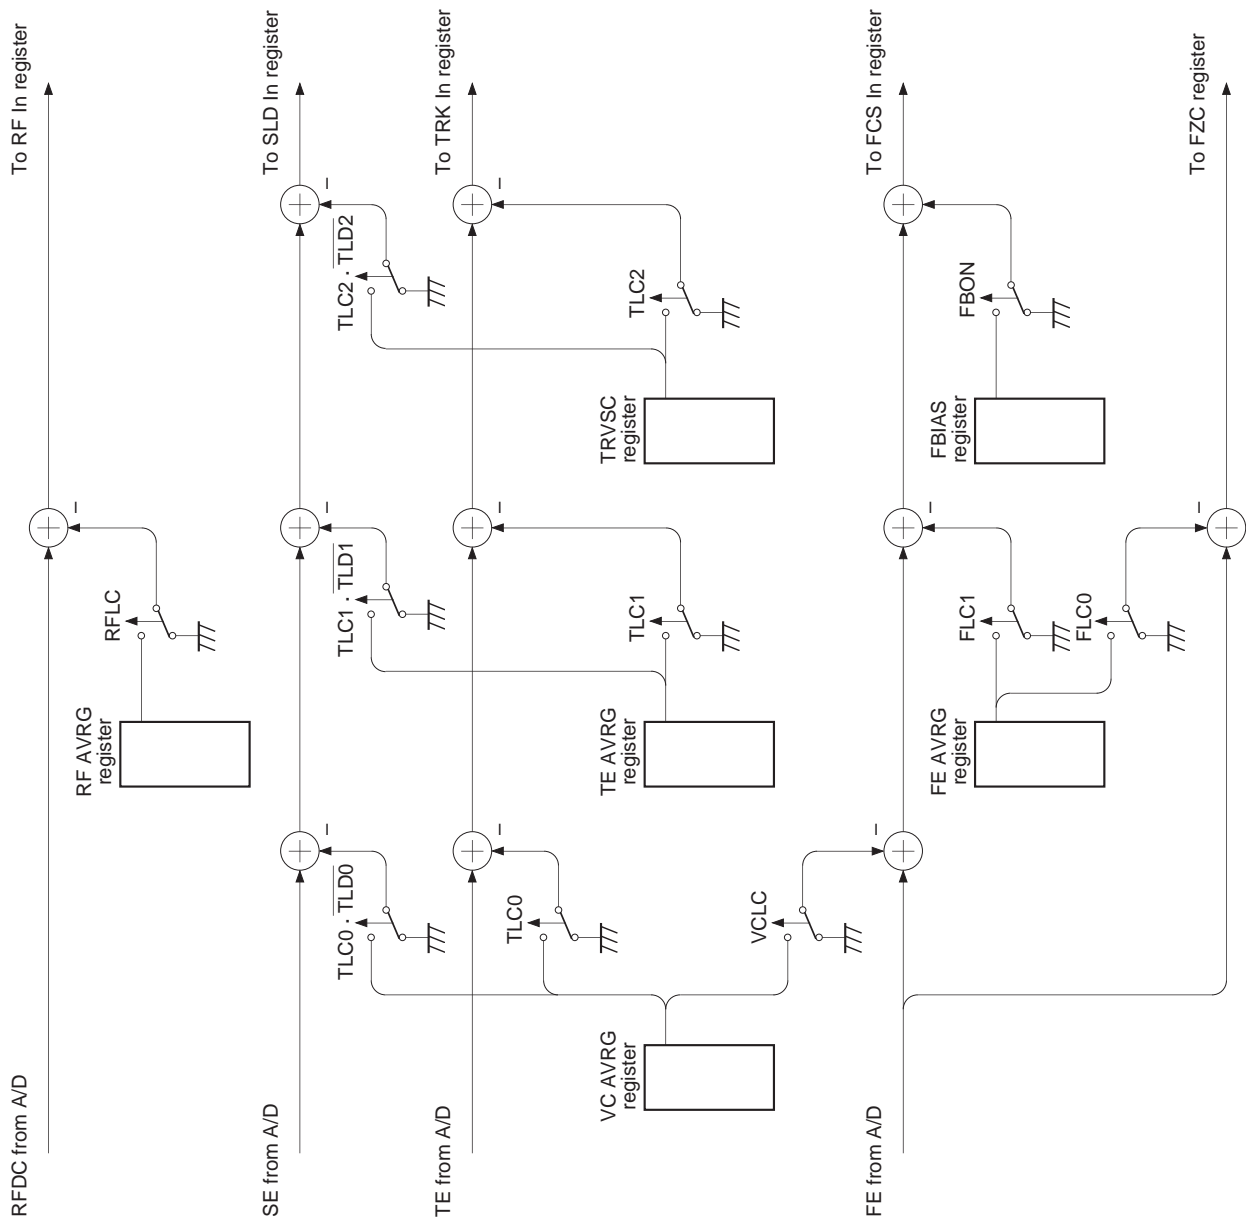 RFDC from A/D
RF AVRG
register
RFLC
–
To RF In register
SE from A/D
TLC0 · TLD0
–
TLC1 · TLD1
–
TLC2 · TLD2
–
To SLD In register
TE from A/D
TLC0
–
TLC1
–
TLC2
–
To TRK In register
VC AVRG
register
TE AVRG
register
TRVSC
register
VCLC
–
FE from A/D
FE AVRG
register
FLC1
–
FLC0
–
FBIAS
register
FBON
To FCS In register
To FZC register